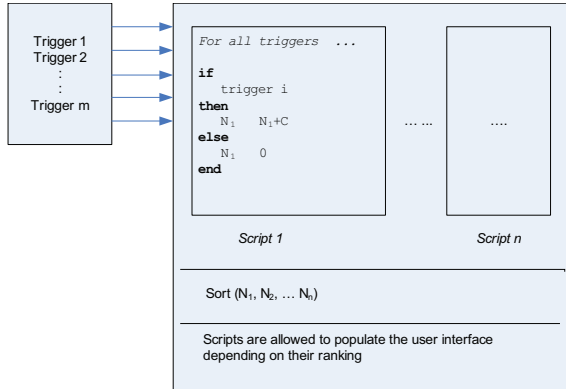 Trigger 1
Trigger 2
:
:
Trigger m
For all triggers ...
if
trigger i
then
N₁ N₁+C
else
N₁ 0
end
... ...
....
Script 1
Script n
Sort (N₁, N₂, ... Nₙ)
Scripts are allowed to populate the user interface
depending on their ranking